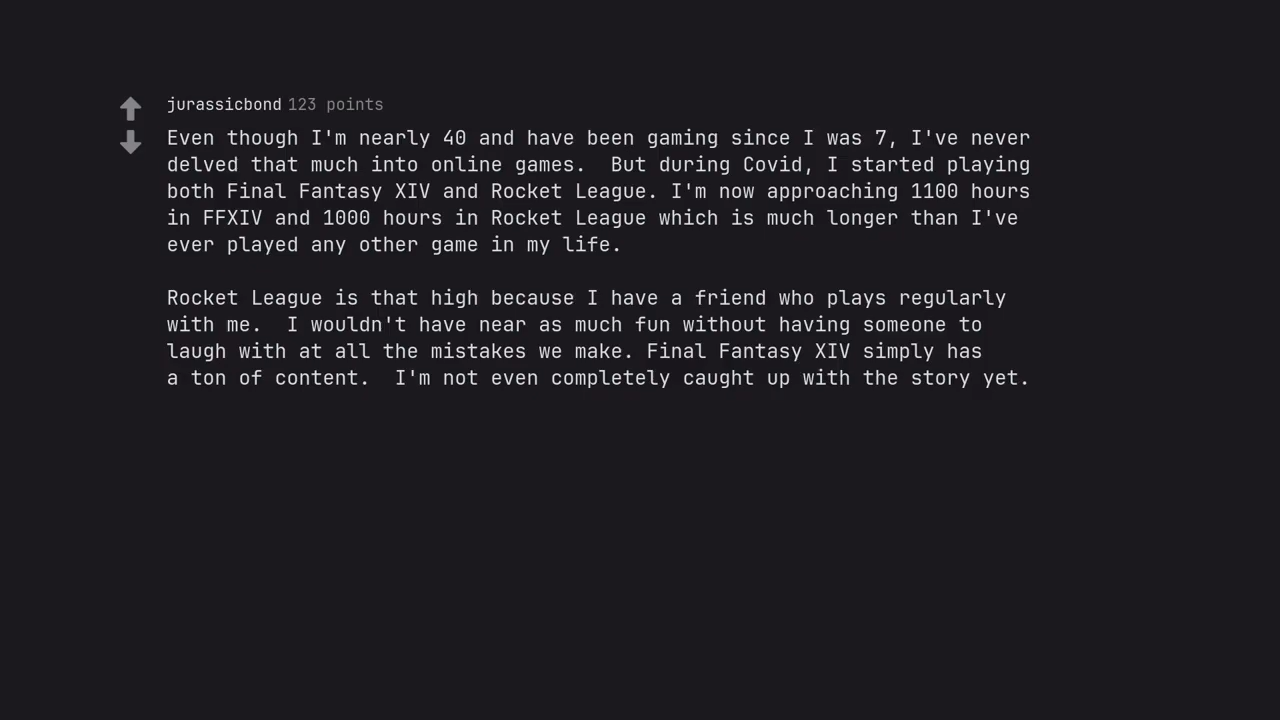 jurassicbond 123 points
Even though I'm nearly 40 and have been gaming since I was 7, I've never
delved that much into online games.  But during Covid, I started playing
both Final Fantasy XIV and Rocket League. I'm now approaching 1100 hours
in FFXIV and 1000 hours in Rocket League which is much longer than I've
ever played any other game in my life.

Rocket League is that high because I have a friend who plays regularly
with me.  I wouldn't have near as much fun without having someone to
laugh with at all the mistakes we make. Final Fantasy XIV simply has
a ton of content.  I'm not even completely caught up with the story yet.